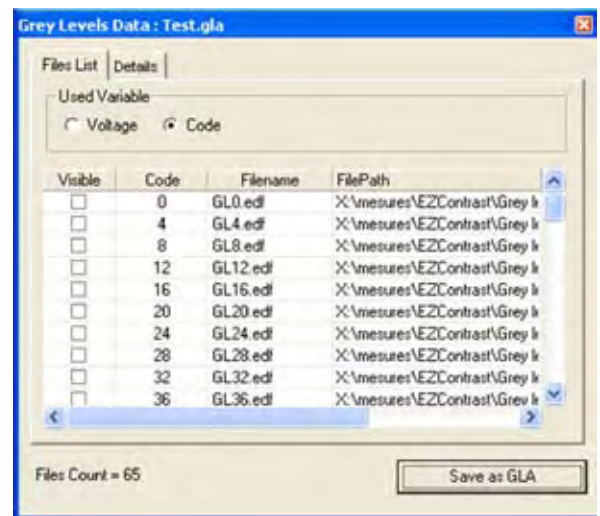 Grey Levels Data : Test.gla
Files List Details
Used Variable
Voltage Code
Visible Code Filename FilePath
0 GL0.edf X:\mesures\EZContrast\Grey
4 GL4.edf X:\mesures\EZContrast\Grey
8 GL8.edf X:\mesures\EZContrast\Grey
12 GL12.edf X:\mesures\EZContrast\Grey
16 GL16.edf X:\mesures\EZContrast\Grey
20 GL20.edf X:\mesures\EZContrast\Grey
24 GL24.edf X:\mesures\EZContrast\Grey
28 GL28.edf X:\mesures\EZContrast\Grey
32 GL32.edf X:\mesures\EZContrast\Grey
36 GL36.edf X:\mesures\EZContrast\Grey
Files Count = 65
Save as GLA